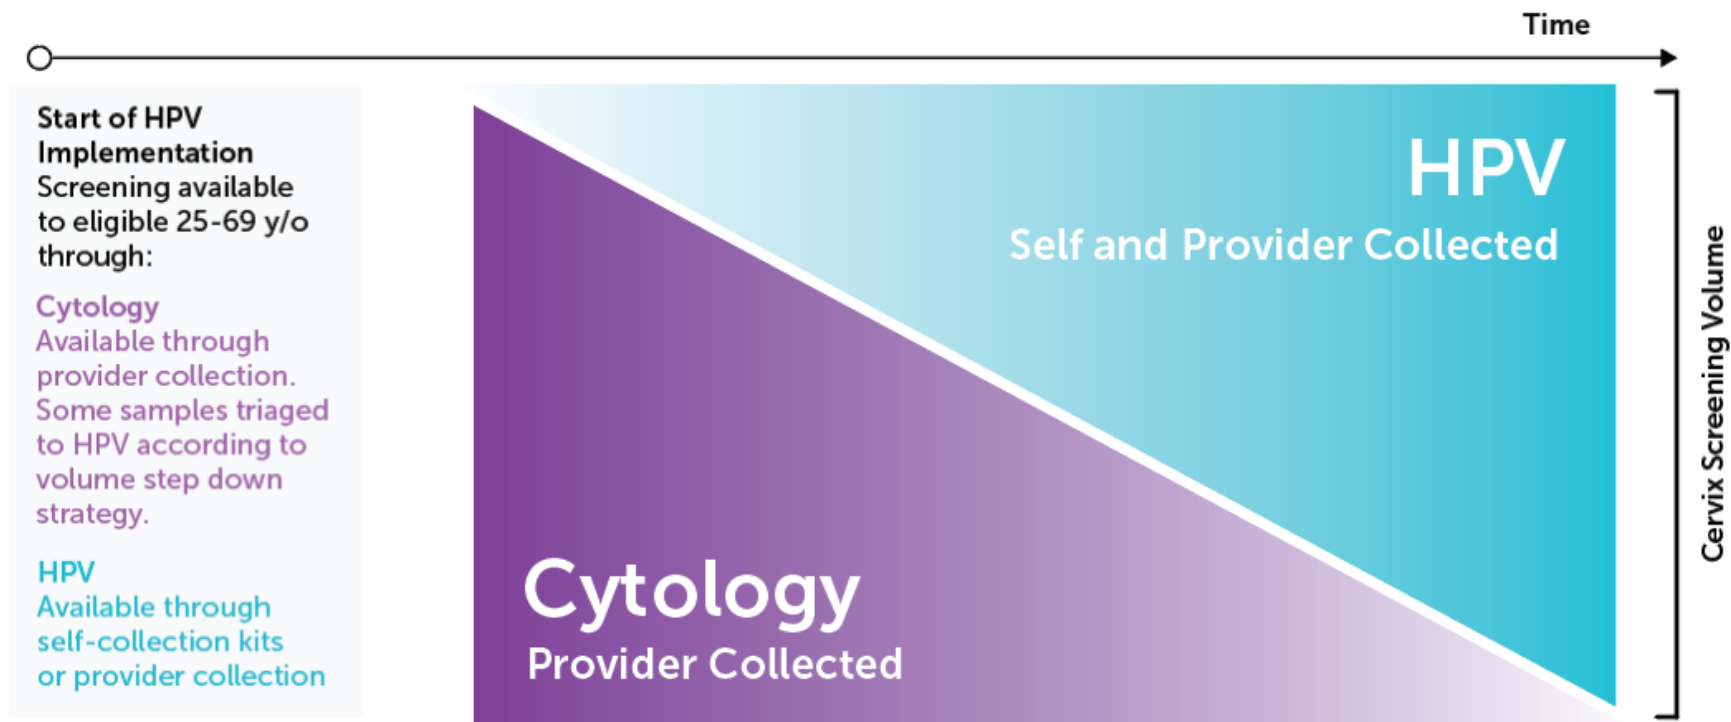 Time
Start of HPV
Implementation
Screening available
to eligible 25-69 y/o
through:
Cytology
Available through
provider collection.
Some samples triaged
to HPV according to
volume step down
strategy.
HPV
Available through
self-collection kits
or provider collection
HPV
Self and Provider Collected
Cytology
Provider Collected
Cervix Screening Volume